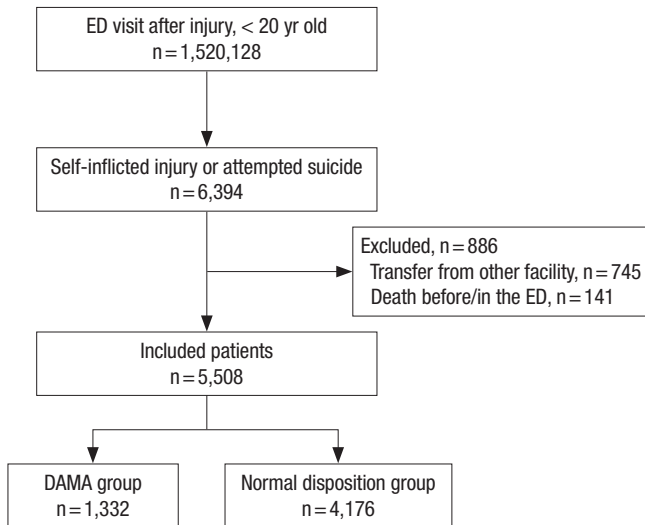 ED visit after injury, < 20 yr old
n = 1,520,128
Self-inflicted injury or attempted suicide
n = 6,394
Excluded, n = 886
Transfer from other facility, n = 745
Death before/in the ED, n = 141
Included patients
n = 5,508
DAMA group
n = 1,332
Normal disposition group
n = 4,176